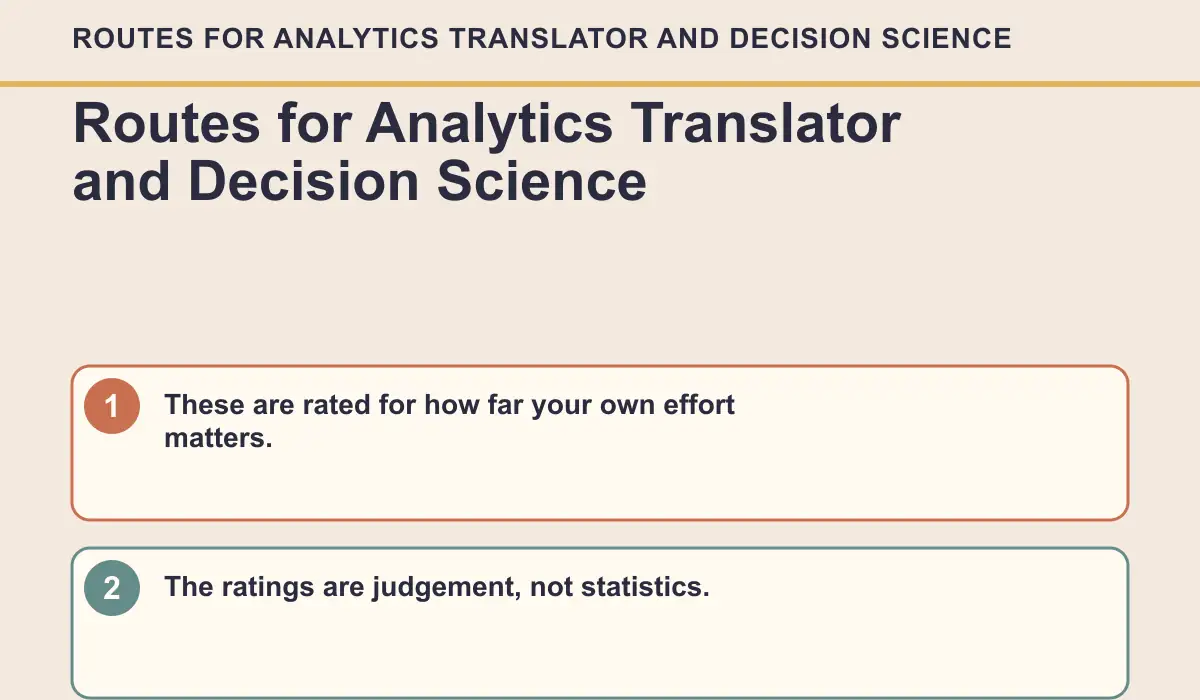 ROUTES FOR ANALYTICS TRANSLATOR AND DECISION SCIENCE
Routes for Analytics Translator
and Decision Science
1
These are rated for how far your own effort
matters.
2
The ratings are judgement, not statistics.